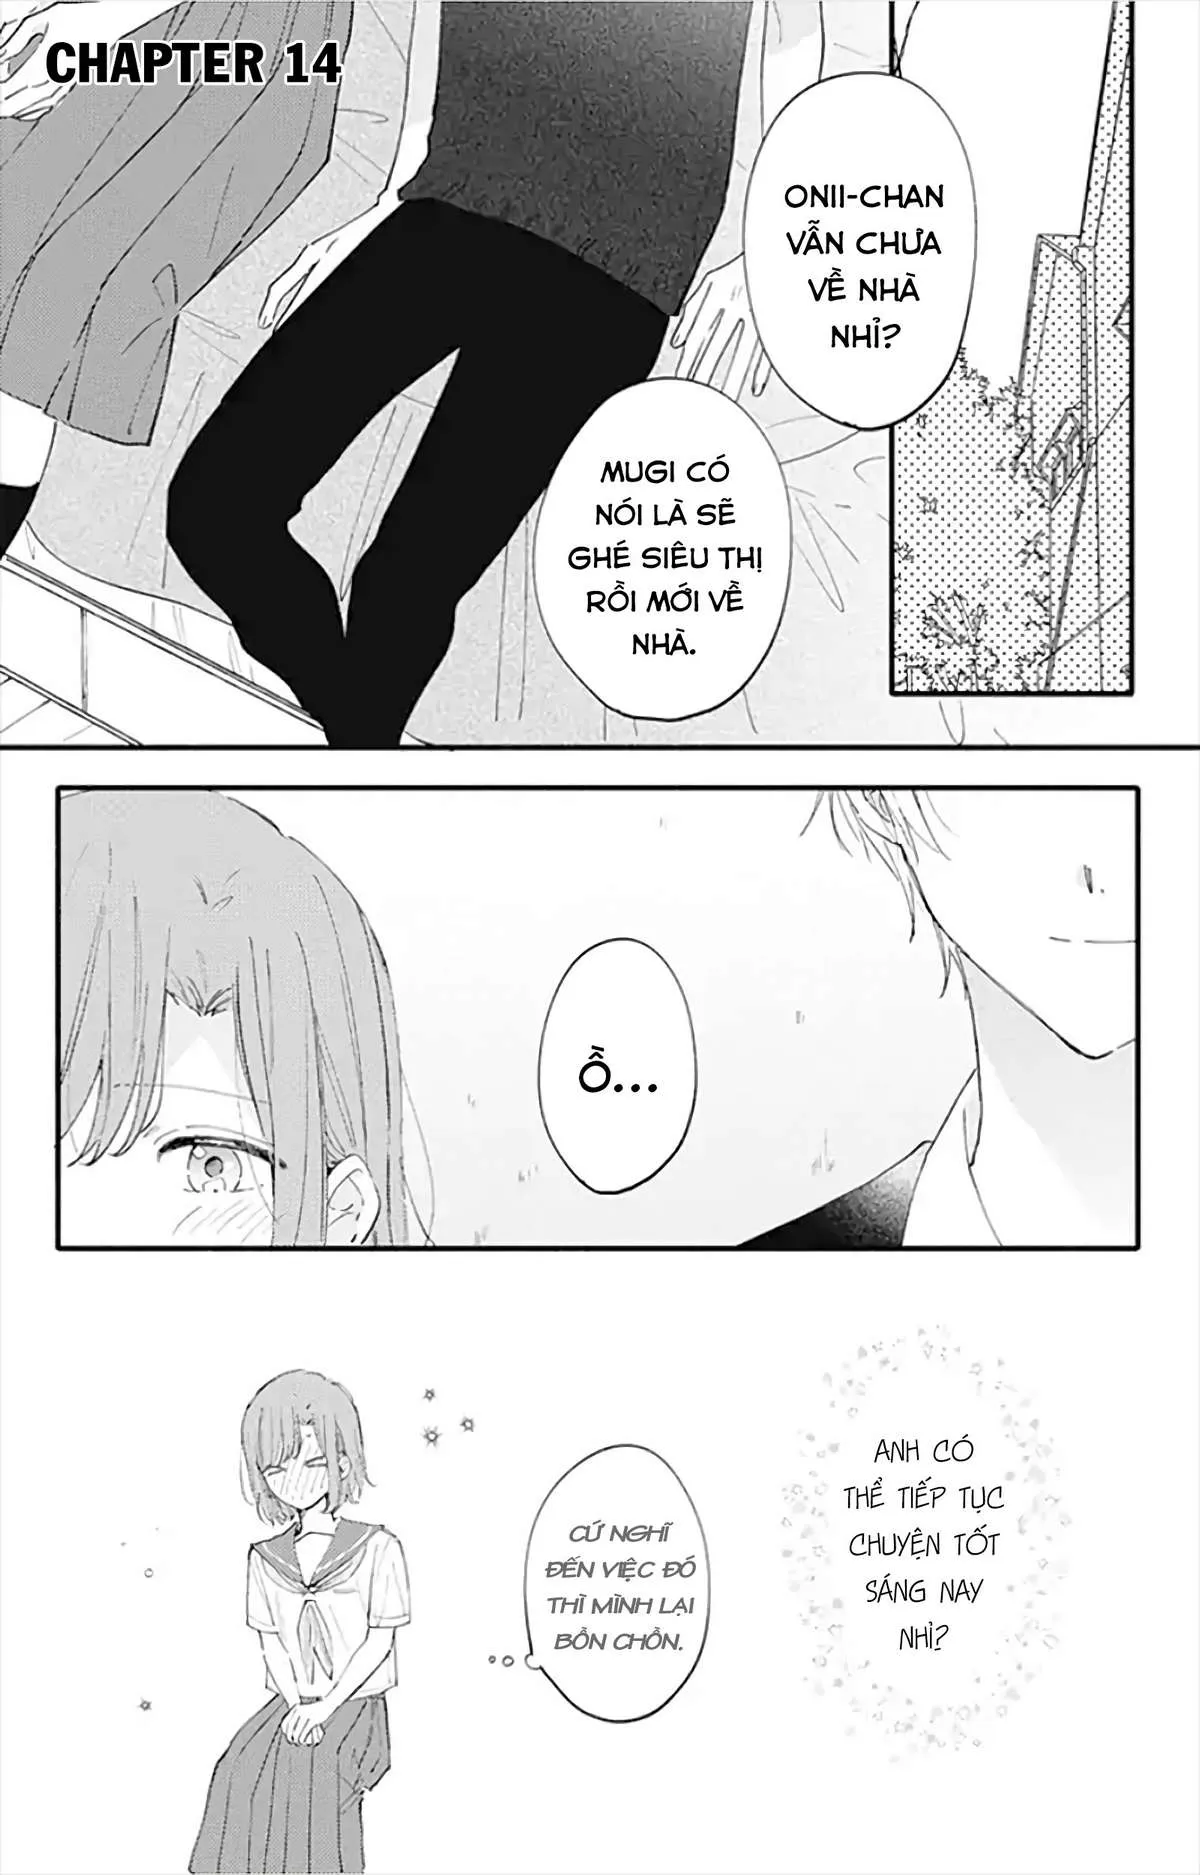 CHAPTER 14
ONII-CHAN
VẪN CHƯA
VỀ NHÀ
NHỈ?
MUGI CÓ
NÓI LÀ SẼ
GHÉ SIÊU THỊ
RỒI MỚI VỀ
NHÀ.
Ồ...
ANH CÓ
THỂ TIẾP TỤC
CHUYỆN TỐT
SÁNG NAY
NHỈ?
CỨ NGHĨ
ĐẾN VIỆC ĐÓ
THÌ MÌNH LẠI
BỒN CHỒN.